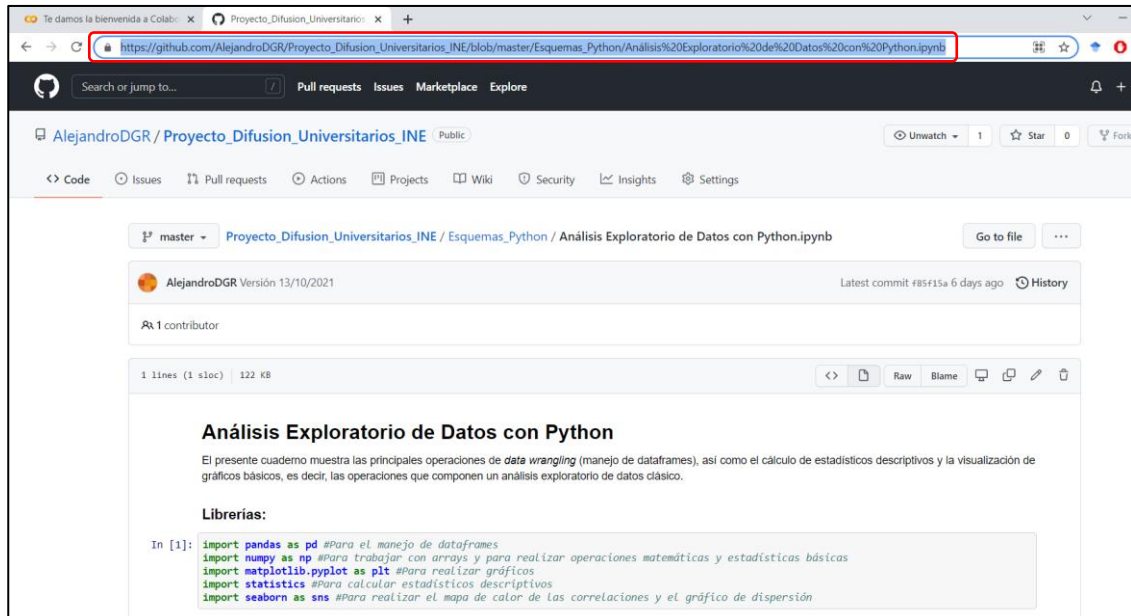 Te damos la bienvenida a Colabo
Proyecto_Difusion_Universitarios
https://github.com/AlejandroDGR/Proyecto_Difusion_Universitarios_INE/blob/master/Esquemas_Python/Análisis%20Exploratorio%20de%20Datos%20con%20Python.ipynb
Search or jump to... / Pull requests Issues Marketplace Explore
AlejandroDGR / Proyecto_Difusion_Universitarios_INE Public Unwatch 1 Star 0 Fork
<> Code Issues Pull requests Actions Projects Wiki Security Insights Settings
master Proyecto_Difusion_Universitarios_INE / Esquemas_Python / Análisis Exploratorio de Datos con Python.ipynb Go to file ...
AlejandroDGR Versión 13/10/2021 Latest commit f85f15a 6 days ago History
1 contributor
1 lines (1 sloc) 122 KB <> Raw Blame
Análisis Exploratorio de Datos con Python
El presente cuaderno muestra las principales operaciones de data wrangling (manejo de dataframes), así como el cálculo de estadísticos descriptivos y la visualización de
gráficos básicos, es decir, las operaciones que componen un análisis exploratorio de datos clásico.
Librerías:
In [1]: import pandas as pd #Para el manejo de dataframes
import numpy as np #Para trabajar con arrays y para realizar operaciones matemáticas y estadísticas básicas
import matplotlib.pyplot as plt #Para realizar gráficos
import statistics #Para calcular estadísticos descriptivos
import seaborn as sns #Para realizar el mapa de calor de las correlaciones y el gráfico de dispersión